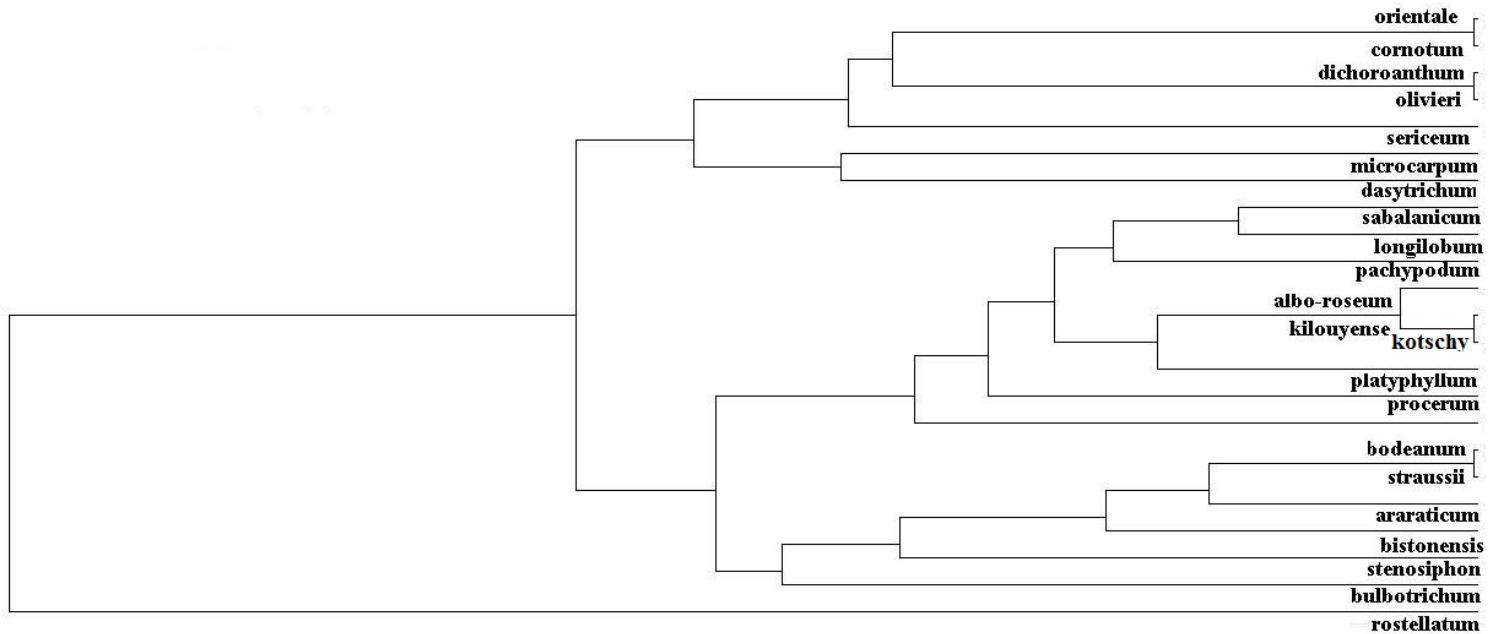 orientale
cornotum
dichoroanthum
olivieri
sericeum
microcarpum
dasytrichum
sabalanicum
longilobum
pachypodum
albo-roseum
kilouyense
kotschy
platyphyllum
procerum
bodeanum
straussii
araraticum
bistonensis
stenosiphon
bulbotrichum
rostellatum